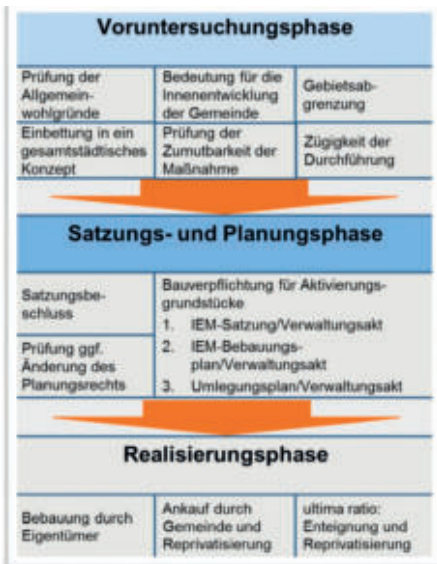 Voruntersuchungsphase
Prüfung der
Allgemein-
wohlgründe
Bedeutung für die
Innenentwicklung
der Gemeinde
Gebietsab-
grenzung
Einbettung in ein
gesamtstädtisches
Konzept
Prüfung der
Zumutbarkeit der
Maßnahme
Zügigkeit der
Durchführung
Satzungs- und Planungsphase
Satzungsbe-
schluss
Prüfung ggf.
Änderung des
Planungsrechts
Bauverpflichtung für Aktivierungs-
grundstücke
1. IEM-Satzung/Verwaltungsakt
2. IEM-Bebauungs-
plan/Verwaltungsakt
3. Umlegungsplan/Verwaltungsakt
Realisierungsphase
Bebauung durch
Eigentümer
Ankauf durch
Gemeinde und
Reprivatisierung
ultima ratio:
Enteignung und
Reprivatisierung